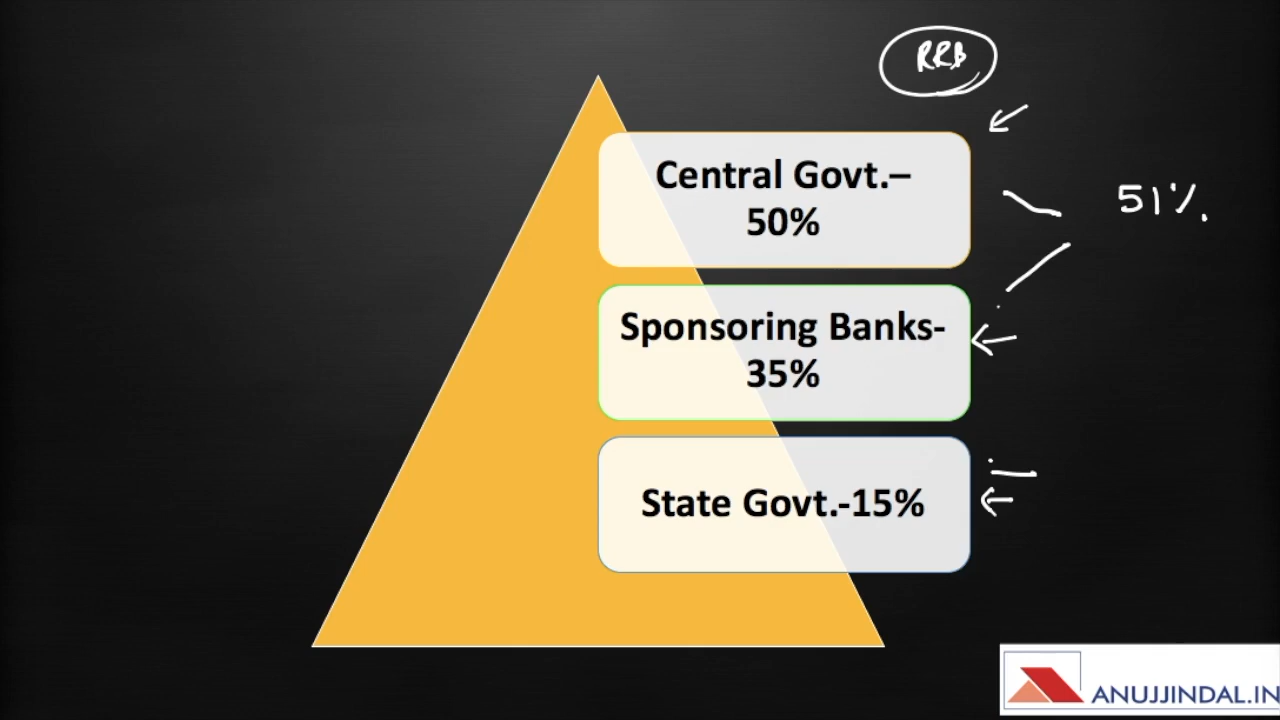 RRB
Central Govt.–
50%
51%.
Sponsoring Banks-
35%
State Govt.-15%
ANUJJINDAL.IN